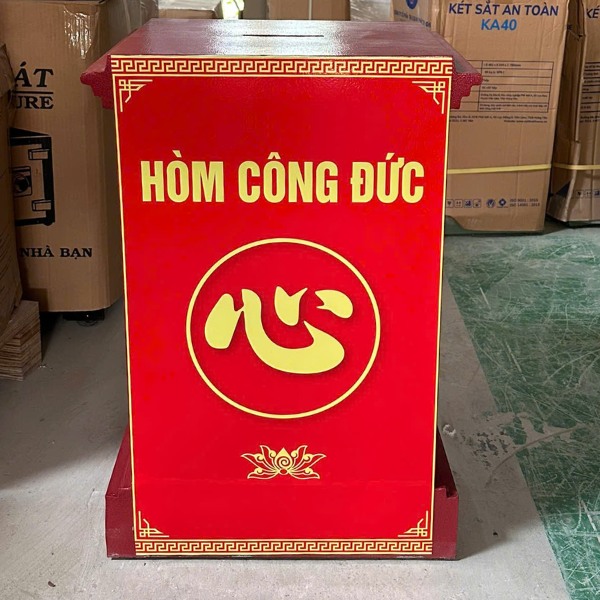 KÉT SẮT AN TOÀN
KA40
ÁT
URE
NHÀ BẠN
HÒM CÔNG ĐỨC
心